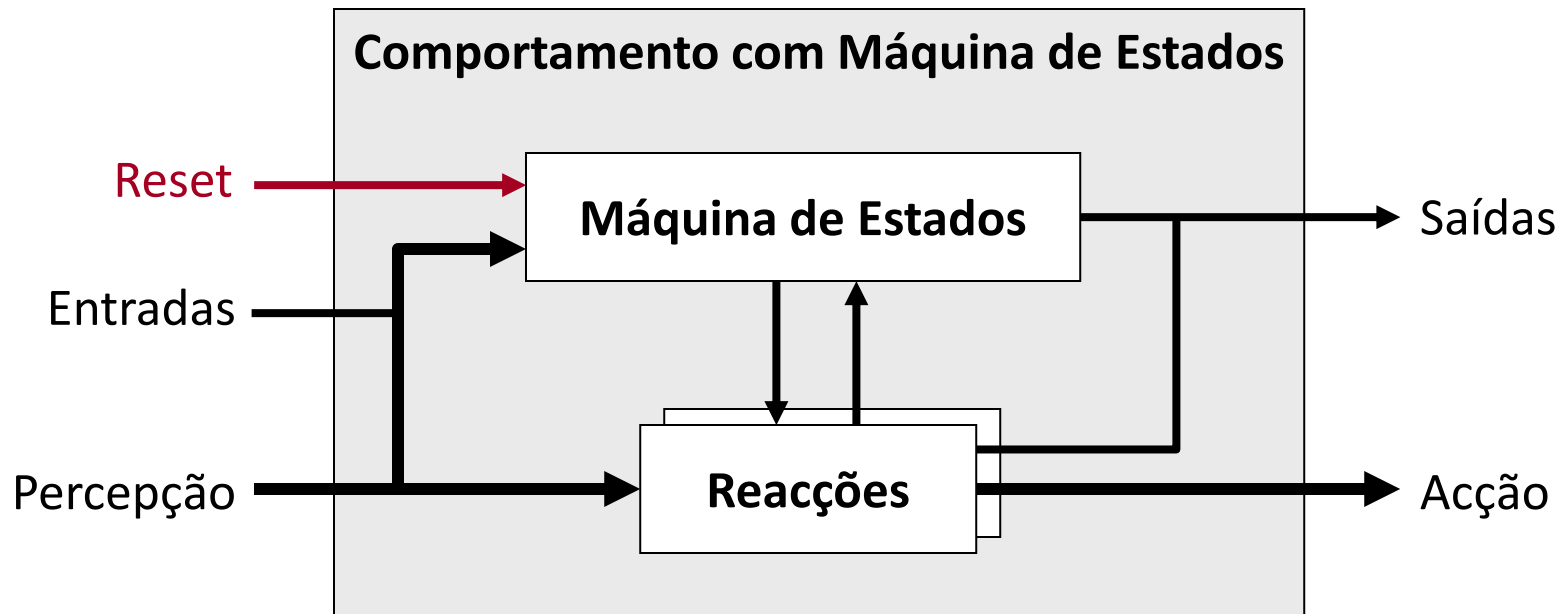 Comportamento com Máquina de Estados
Reset
Máquina de Estados
Saídas
Entradas
Percepção
Reacções
Acção